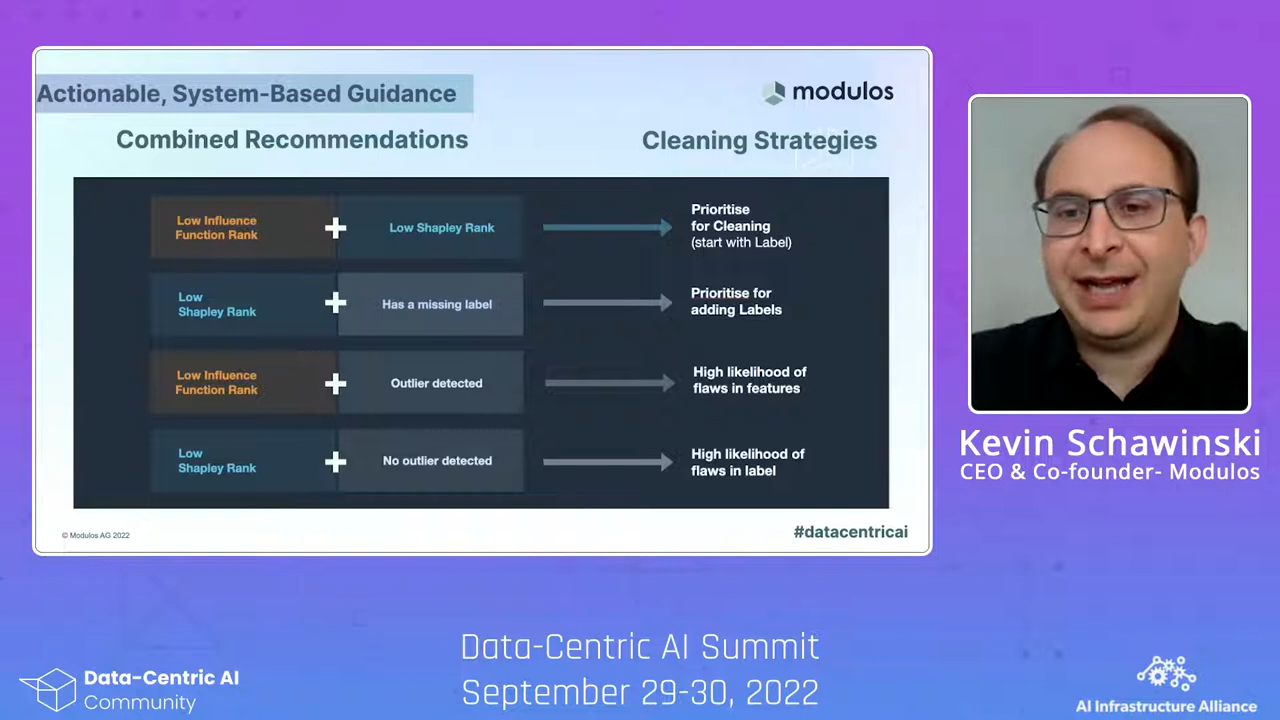 Actionable, System-Based Guidance
modulos
Combined Recommendations
Cleaning Strategies
Low Influence
Function Rank
+
Low Shapley Rank
Prioritise
for Cleaning
(start with Label)
Low
Shapley Rank
+
Has a missing label
Prioritise for
adding Labels
Low Influence
Function Rank
+
Outlier detected
High likelihood of
flaws in features
Low
Shapley Rank
+
No outlier detected
High likelihood of
flaws in label
© Modulos AG 2022
#datacentricai
Kevin Schawinski
CEO & Co-founder- Modulos
Data-Centric AI Summit
September 29-30, 2022
Data-Centric AI
Community
AI Infrastructure Alliance